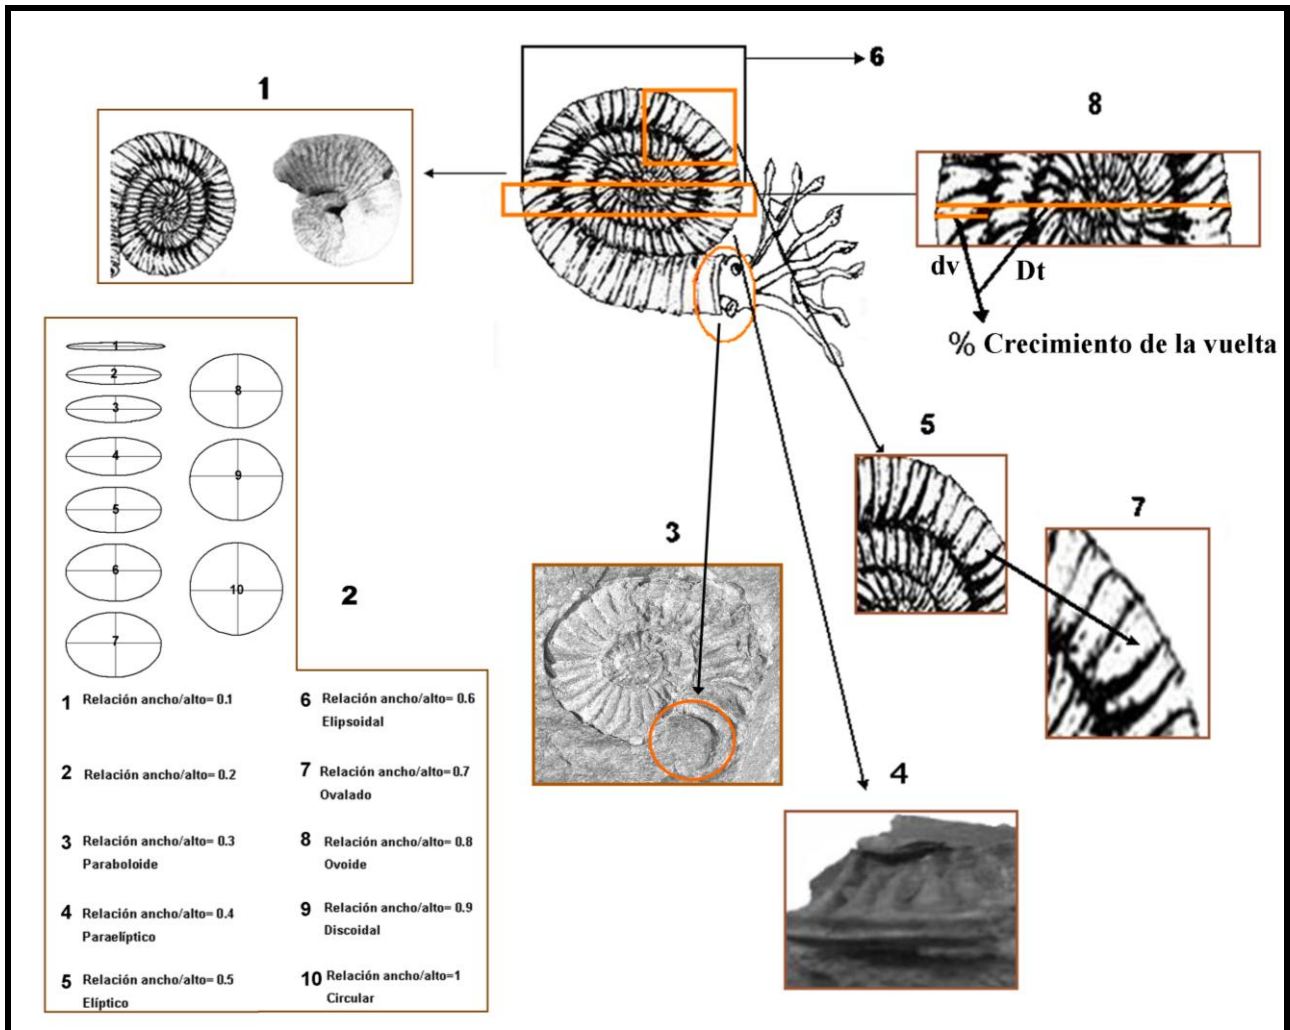 1
6
8
dv
Dt
% Crecimiento de la vuelta
1
2
3
4
5
6
7
8
9
10
2
1 Relación ancho/alto= 0.1
2 Relación ancho/alto= 0.2
3 Relación ancho/alto= 0.3
Paraboloide
4 Relación ancho/alto= 0.4
Paraelíptico
5 Relación ancho/alto= 0.5
Elíptico
6 Relación ancho/alto= 0.6
Elipsoidal
7 Relación ancho/alto= 0.7
Ovalado
8 Relación ancho/alto= 0.8
Ovoide
9 Relación ancho/alto= 0.9
Discoidal
10 Relación ancho/alto=1
Circular
3
5
7
4